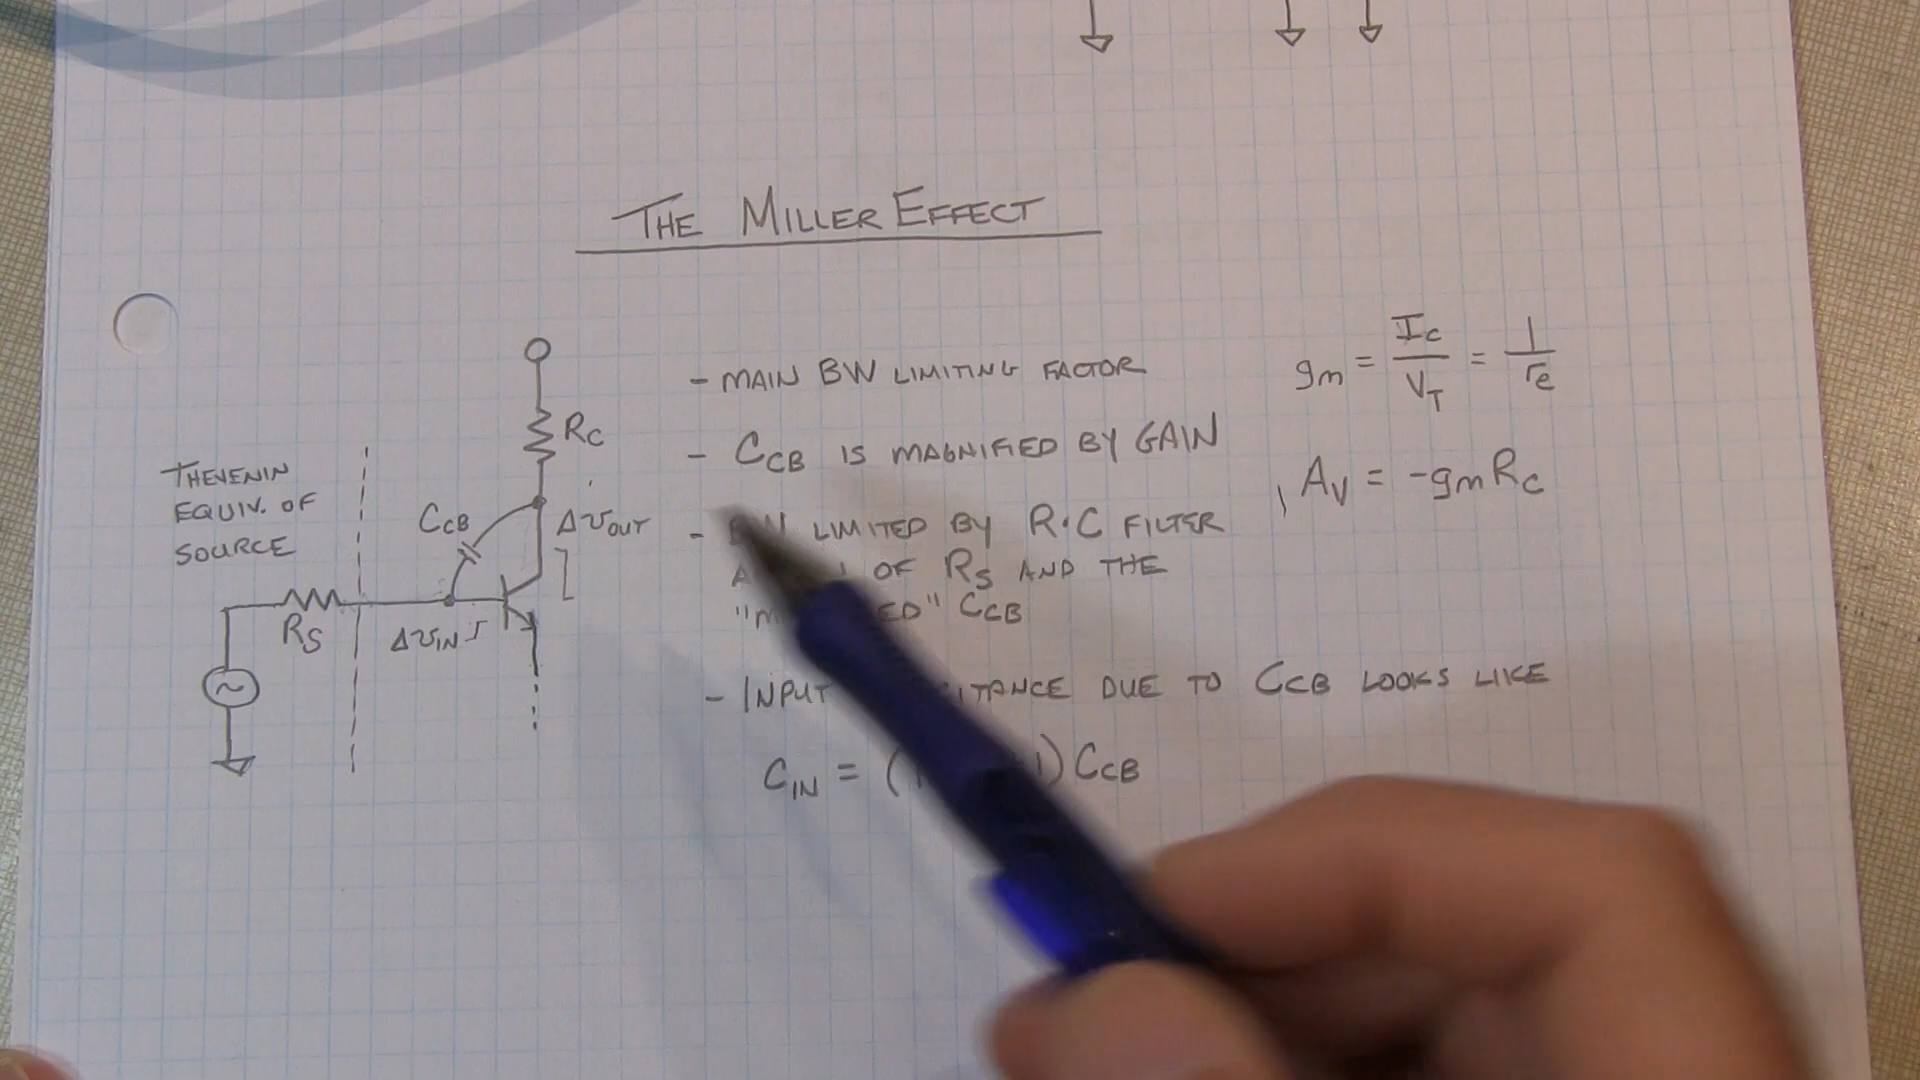 THE MILLER EFFECT
THEVENIN
EQUIV. OF
SOURCE
RS
CCB
RC
ΔVOUT
ΔVIN
- MAIN BW LIMITING FACTOR
- CCB IS MAGNIFIED BY GAIN
- LIMITED BY R·C FILTER
OF RS AND THE
CCB
- INPUT DUE TO CCB LOOKS LIKE
CIN = ( ) CCB
gm = IC / VT = 1 / re
AV = -gmRC